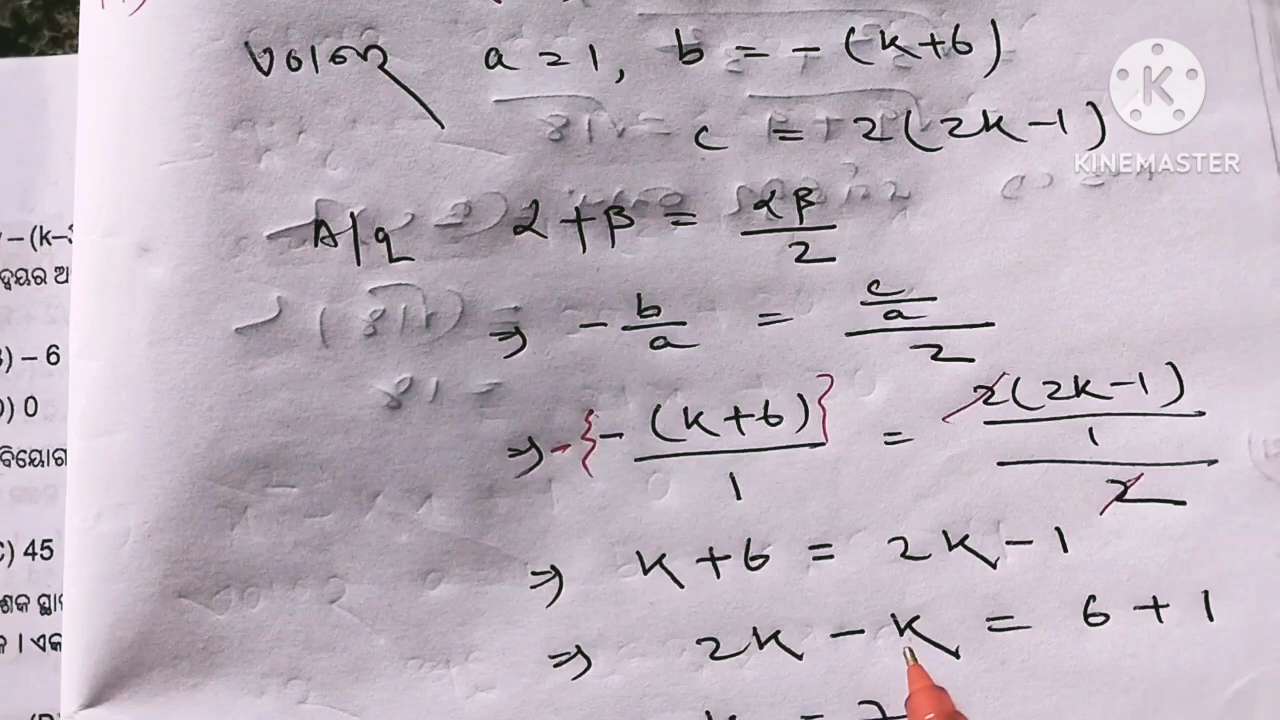 a = 1, b = - (k+6)
c = 2(2k-1)
A/q α + β = αβ/2
⇒ - b/a = (c/a)/2
⇒ -{- (k+6)/1} = (2(2k-1)/1)/2
⇒ k+6 = 2k-1
⇒ 2k - k = 6 + 1
k = 7
KINEMASTER
) – 6
) 0
) 45